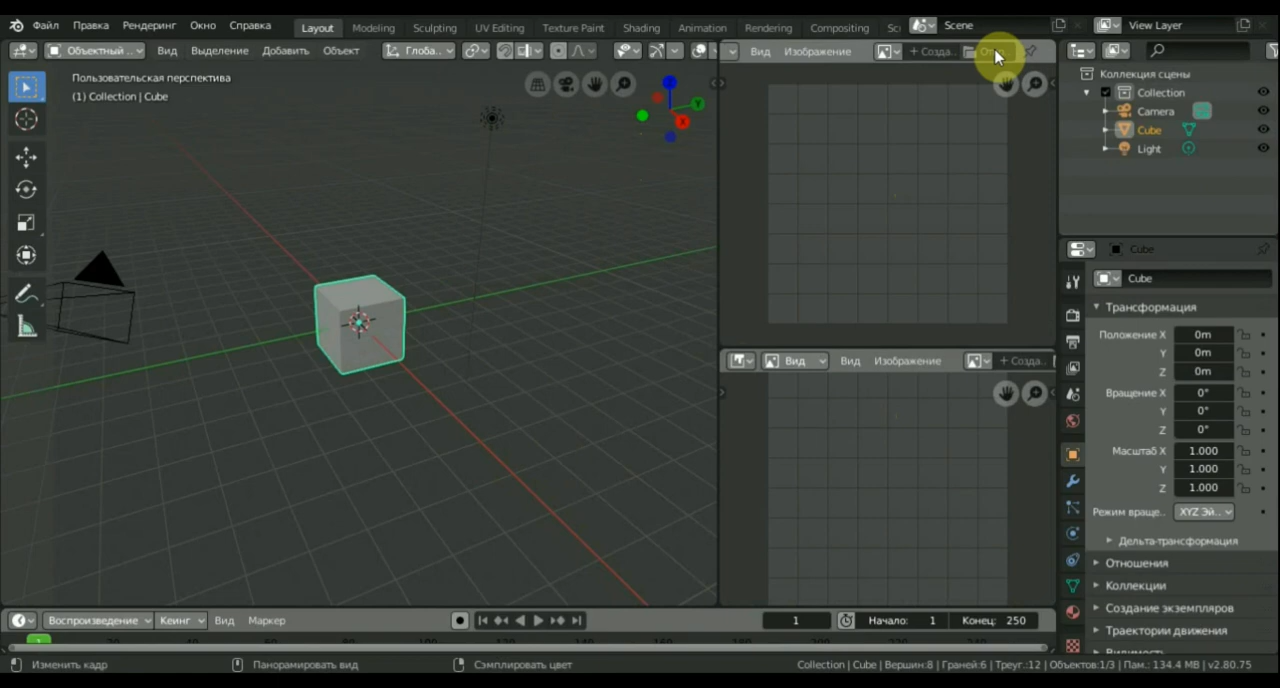 Файл Правка Рендеринг Окно Справка Layout Modeling Sculpting UV Editing Texture Paint Shading Animation Rendering Compositing Sc Scene View Layer
Объектный .. Вид Выделение Добавить Объект Глоба.. Вид Изображение + Созда..
Пользовательская перспектива
(1) Collection | Cube
X
Y
Коллекция сцены
Collection
Camera
Cube
Light
Cube
Cube
Трансформация
Положение X 0m
Y 0m
Z 0m
Вращение X 0°
Y 0°
Z 0°
Масштаб X 1.000
Y 1.000
Z 1.000
Режим враще.. XYZ Эй..
Дельта-трансформация
Отношения
Коллекции
Создание экземпляров
Траектории движения
Вид Вид Изображение + Созда..
Воспроизведение Кеинг Вид Маркер 1 Начало: 1 Конец: 250
1
Изменить кадр Панорамировать вид Сэмплировать цвет Collection | Cube | Вершин:8 | Граней:6 | Треуг.:12 | Объектов:1/3 | Пам.: 134.4 MB | v2.80.75